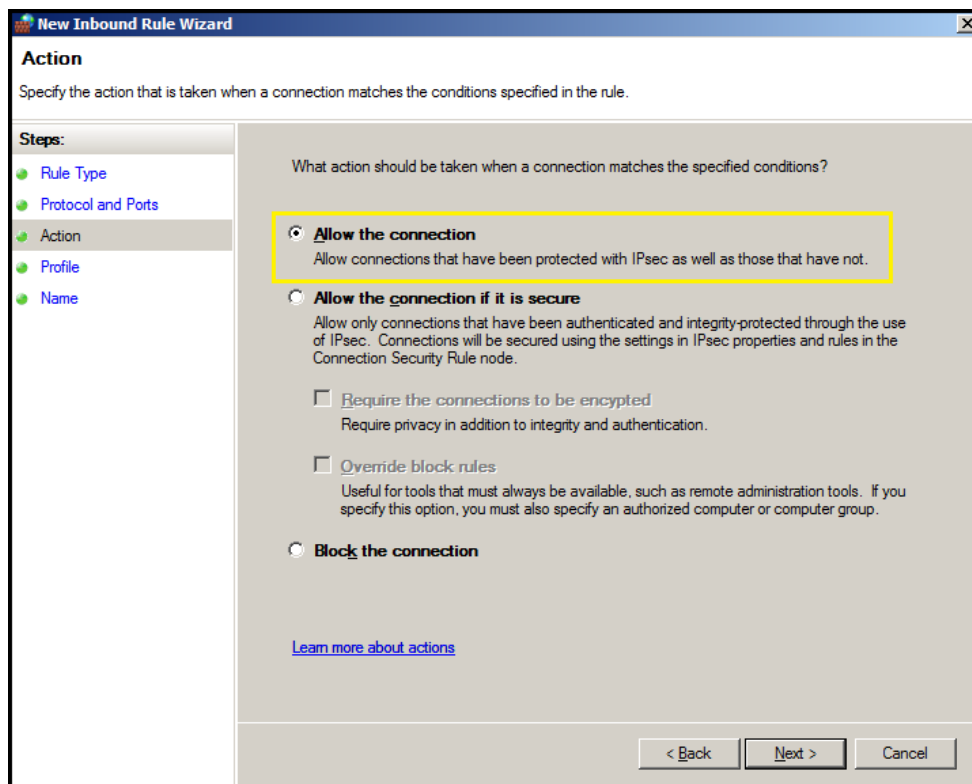 New Inbound Rule Wizard
Action
Specify the action that is taken when a connection matches the conditions specified in the rule.
Steps:
Rule Type
Protocol and Ports
Action
Profile
Name
What action should be taken when a connection matches the specified conditions?
Allow the connection
Allow connections that have been protected with IPsec as well as those that have not.
Allow the connection if it is secure
Allow only connections that have been authenticated and integrity-protected through the use
of IPsec. Connections will be secured using the settings in IPsec properties and rules in the
Connection Security Rule node.
Require the connections to be encypted
Require privacy in addition to integrity and authentication.
Override block rules
Useful for tools that must always be available, such as remote administration tools. If you
specify this option, you must also specify an authorized computer or computer group.
Block the connection
Learn more about actions
< Back
Next >
Cancel